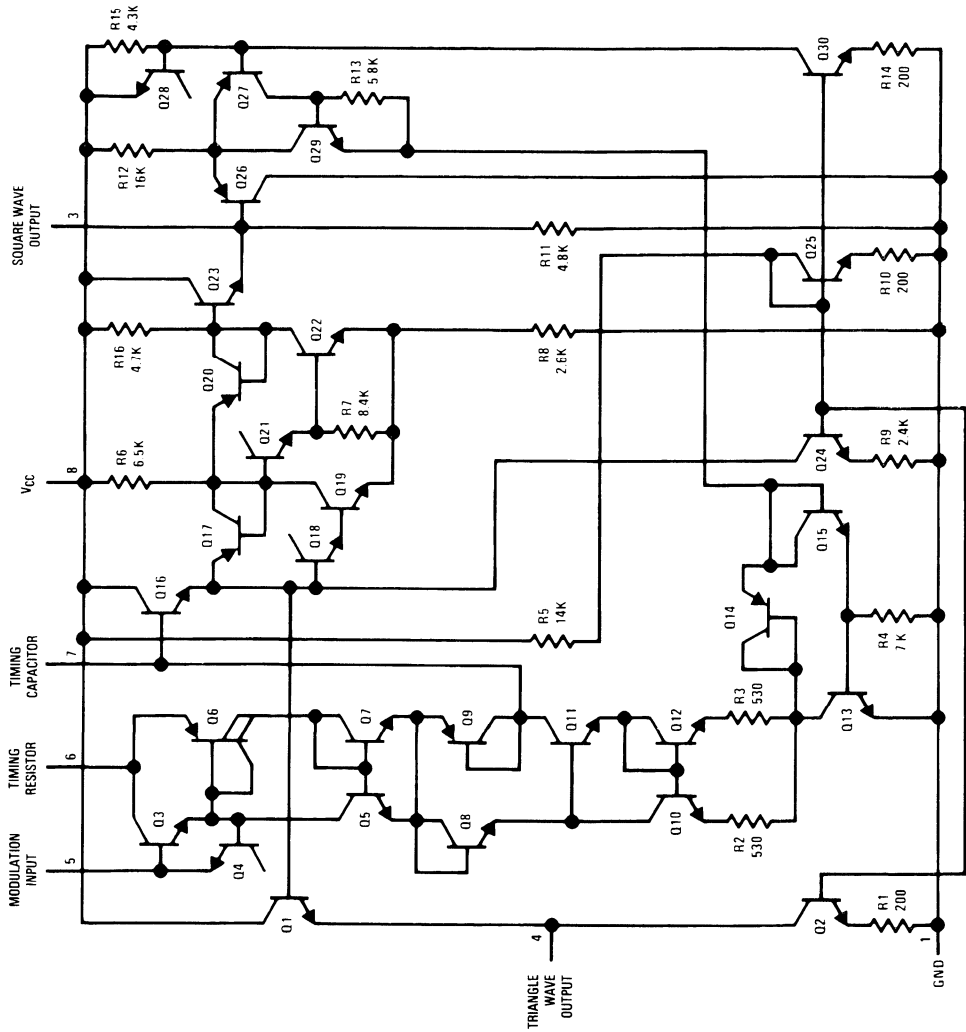 MODULATION
INPUT
5
TIMING
RESISTOR
6
TIMING
CAPACITOR
7
VCC
8
SQUARE WAVE
OUTPUT
3
R15
4.3K
Q28
R12
16K
Q27
R13
5.8K
Q29
Q26
Q23
R16
4.7K
Q20
R6
6.5K
Q22
Q21
R7
8.4K
Q17
Q18
Q19
Q16
Q6
Q3
Q4
Q7
Q5
Q9
Q8
Q1
Q11
Q12
Q10
R3
530
R2
530
R5
14K
R8
2.6K
R11
4.8K
Q14
Q15
Q13
R4
7K
Q24
R9
2.4K
Q25
R10
200
Q30
R14
200
Q2
R1
200
4
TRIANGLE
WAVE
OUTPUT
1
GND